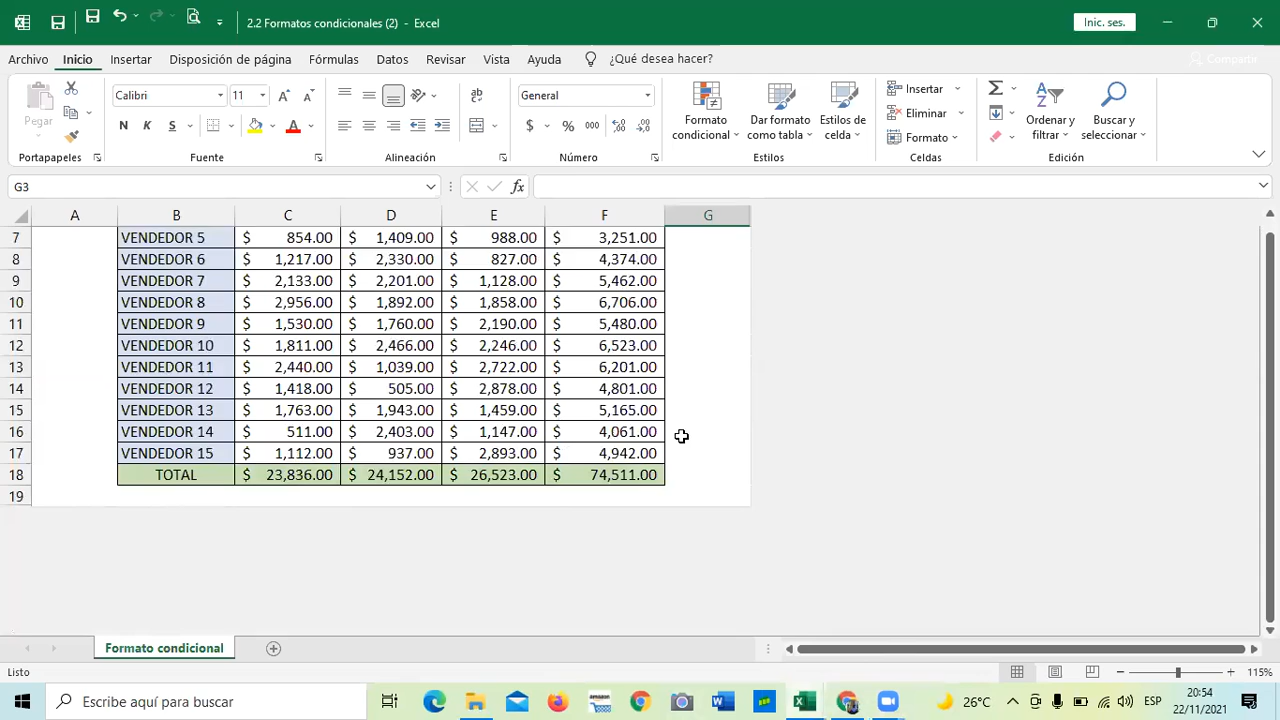 2.2 Formatos condicionales (2) - Excel
Inic. ses.
Archivo Inicio Insertar Disposición de página Fórmulas Datos Revisar Vista Ayuda ¿Qué desea hacer? Compartir
Pegar
Calibri 11
N K S
General
$ % 000
Formato condicional
Dar formato como tabla
Estilos de celda
Insertar
Eliminar
Formato
Ordenar y filtrar
Buscar y seleccionar
Portapapeles Fuente Alineación Número Estilos Celdas Edición
G3 fx
A B C D E F G
7 VENDEDOR 5 $ 854.00 $ 1,409.00 $ 988.00 $ 3,251.00
8 VENDEDOR 6 $ 1,217.00 $ 2,330.00 $ 827.00 $ 4,374.00
9 VENDEDOR 7 $ 2,133.00 $ 2,201.00 $ 1,128.00 $ 5,462.00
10 VENDEDOR 8 $ 2,956.00 $ 1,892.00 $ 1,858.00 $ 6,706.00
11 VENDEDOR 9 $ 1,530.00 $ 1,760.00 $ 2,190.00 $ 5,480.00
12 VENDEDOR 10 $ 1,811.00 $ 2,466.00 $ 2,246.00 $ 6,523.00
13 VENDEDOR 11 $ 2,440.00 $ 1,039.00 $ 2,722.00 $ 6,201.00
14 VENDEDOR 12 $ 1,418.00 $ 505.00 $ 2,878.00 $ 4,801.00
15 VENDEDOR 13 $ 1,763.00 $ 1,943.00 $ 1,459.00 $ 5,165.00
16 VENDEDOR 14 $ 511.00 $ 2,403.00 $ 1,147.00 $ 4,061.00
17 VENDEDOR 15 $ 1,112.00 $ 937.00 $ 2,893.00 $ 4,942.00
18 TOTAL $ 23,836.00 $ 24,152.00 $ 26,523.00 $ 74,511.00
19
Formato condicional
Listo 115%
Escribe aquí para buscar 26°C ESP 20:54
22/11/2021